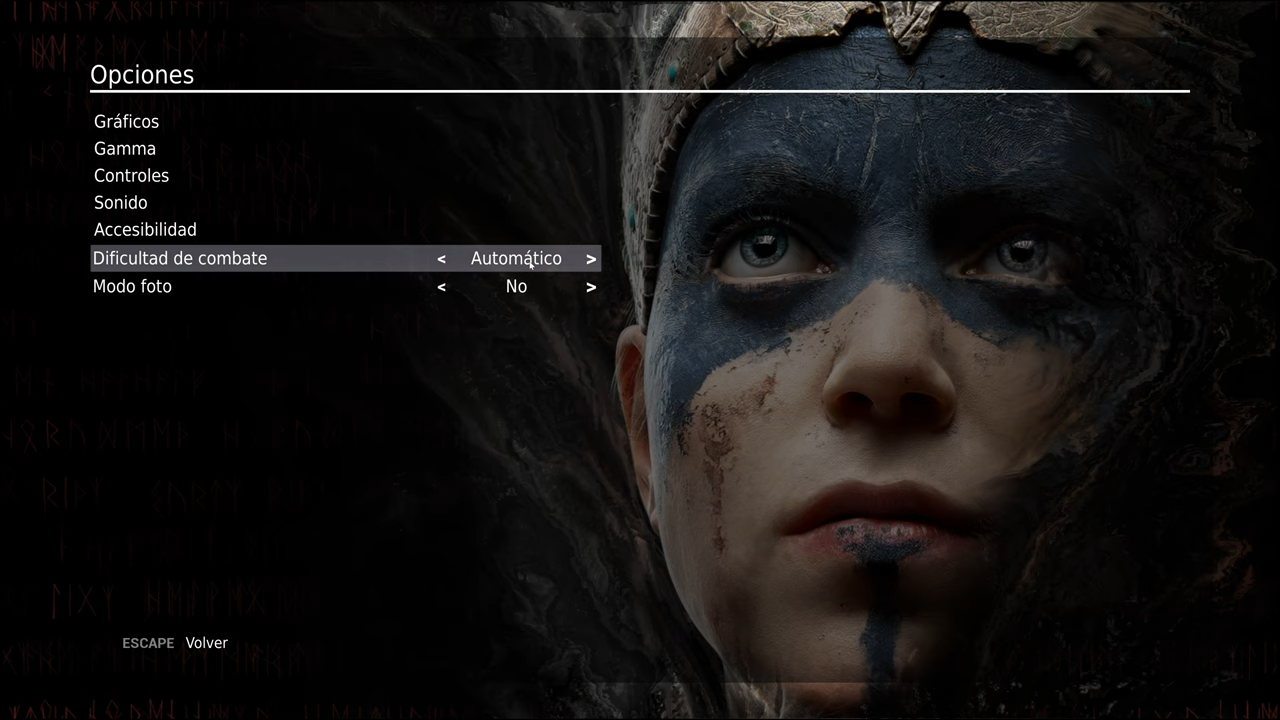 Opciones
Gráficos
Gamma
Controles
Sonido
Accesibilidad
Dificultad de combate < Automático >
Modo foto < No >
ESCAPE Volver